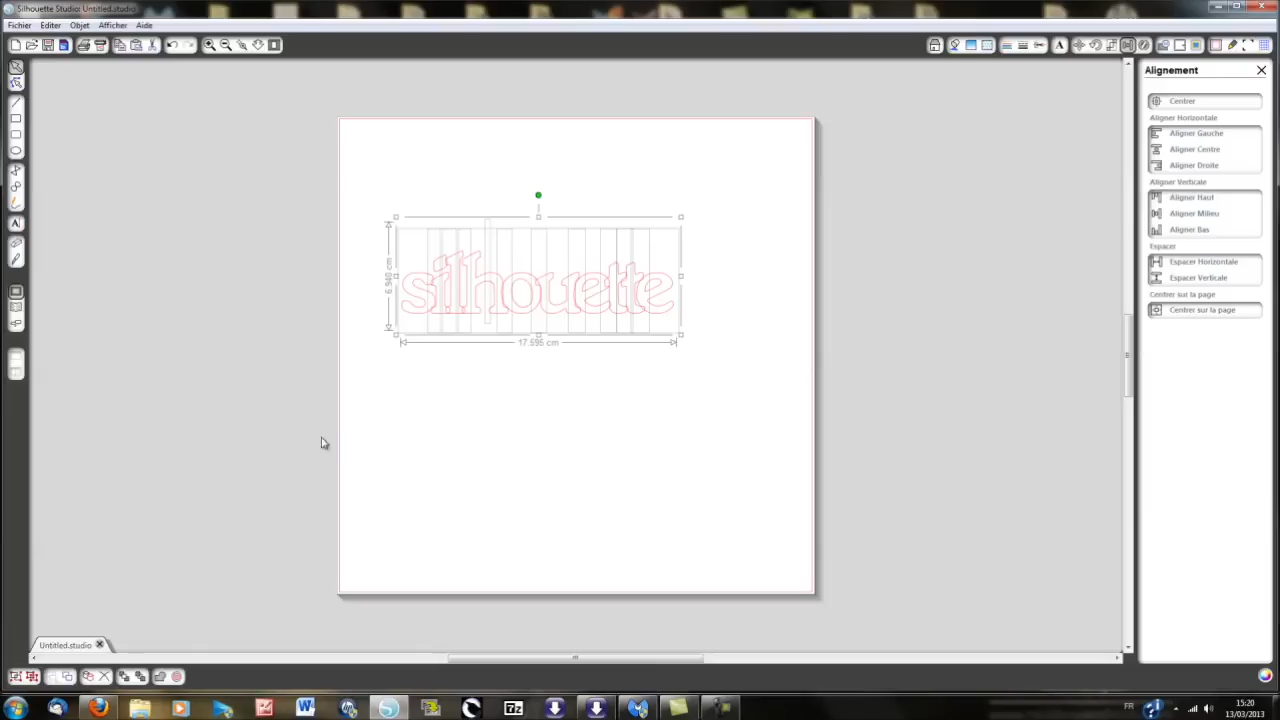 Silhouette Studio: Untitled.studio
Fichier Editer Objet Afficher Aide
Alignement
Centrer
Aligner Horizontale
Aligner Gauche
Aligner Centre
Aligner Droite
Aligner Verticale
Aligner Haut
Aligner Milieu
Aligner Bas
Espacer
Espacer Horizontale
Espacer Verticale
Centrer sur la page
Centrer sur la page
silhouette
6.940 cm
17.595 cm
Untitled.studio
FR
15:20
13/03/2013